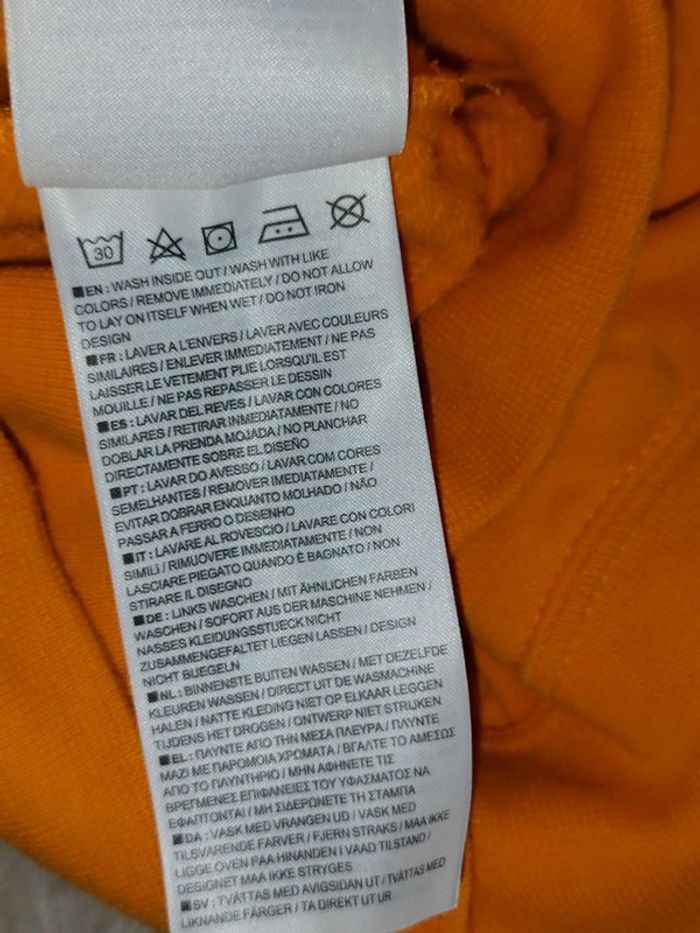 30
■EN : WASH INSIDE OUT / WASH WITH LIKE
COLORS / REMOVE IMMEDIATELY / DO NOT ALLOW
TO LAY ON ITSELF WHEN WET / DO NOT IRON
DESIGN
■FR : LAVER A L'ENVERS / LAVER AVEC COULEURS
SIMILAIRES / ENLEVER IMMEDIATEMENT / NE PAS
LAISSER LE VETEMENT PLIE LORSQU'IL EST
MOUILLE / NE PAS REPASSER LE DESSIN
■ES : LAVAR DEL REVES / LAVAR CON COLORES
SIMILARES / RETIRAR INMEDIATAMENTE / NO
DOBLAR LA PRENDA MOJADA / NO PLANCHAR
DIRECTAMENTE SOBRE EL DISEÑO
■PT : LAVAR DO AVESSO / LAVAR COM CORES
SEMELHANTES / REMOVER IMEDIATAMENTE /
EVITAR DOBRAR ENQUANTO MOLHADO / NÃO
PASSAR A FERRO O DESENHO
■IT : LAVARE AL ROVESCIO / LAVARE CON COLORI
SIMILI / RIMUOVERE IMMEDIATAMENTE / NON
LASCIARE PIEGATO QUANDO È BAGNATO / NON
STIRARE IL DISEGNO
■DE : LINKS WASCHEN / MIT ÄHNLICHEN FARBEN
WASCHEN / SOFORT AUS DER MASCHINE NEHMEN /
NASSES KLEIDUNGSSTUECK NICHT
ZUSAMMENGEFALTET LIEGEN LASSEN / DESIGN
NICHT BUEGELN
■NL : BINNENSTE BUITEN WASSEN / MET DEZELFDE
KLEUREN WASSEN / DIRECT UIT DE WASMACHINE
HALEN / NATTE KLEDING NIET OP ELKAAR LEGGEN
TIJDENS HET DROGEN / ONTWERP NIET STRIJKEN
■EL : ΠΛΥΝΤΕ ΑΠΟ ΤΗΝ ΜΕΣΑ ΠΛΕΥΡΑ / ΠΛΥΝΤΕ
ΜΑΖΙ ΜΕ ΠΑΡΟΜΟΙΑ ΧΡΩΜΑΤΑ / ΒΓΑΛΤΕ ΤΟ ΑΜΕΣΩΣ
ΑΠΟ ΤΟ ΠΛΥΝΤΗΡΙΟ / ΜΗΝ ΑΦΗΝΕΤΕ ΤΙΣ
ΒΡΕΓΜΕΝΕΣ ΕΠΙΦΑΝΕΙΕΣ ΤΟΥ ΥΦΑΣΜΑΤΟΣ ΝΑ
ΕΦΑΠΤΟΝΤΑΙ / ΜΗ ΣΙΔΕΡΩΝΕΤΕ ΤΗ ΣΤΑΜΠΑ
■DA : VASK MED VRANGEN UD / VASK MED
TILSVARENDE FARVER / FJERN STRAKS / MAA IKKE
LIGGE OVEN PAA HINANDEN I VAAD TILSTAND /
DESIGNET MAA IKKE STRYGES
■SV : TVÄTTAS MED AVIGSIDAN UT / TVÄTTAS MED
LIKNANDE FÄRGER / TA DIREKT UT UR